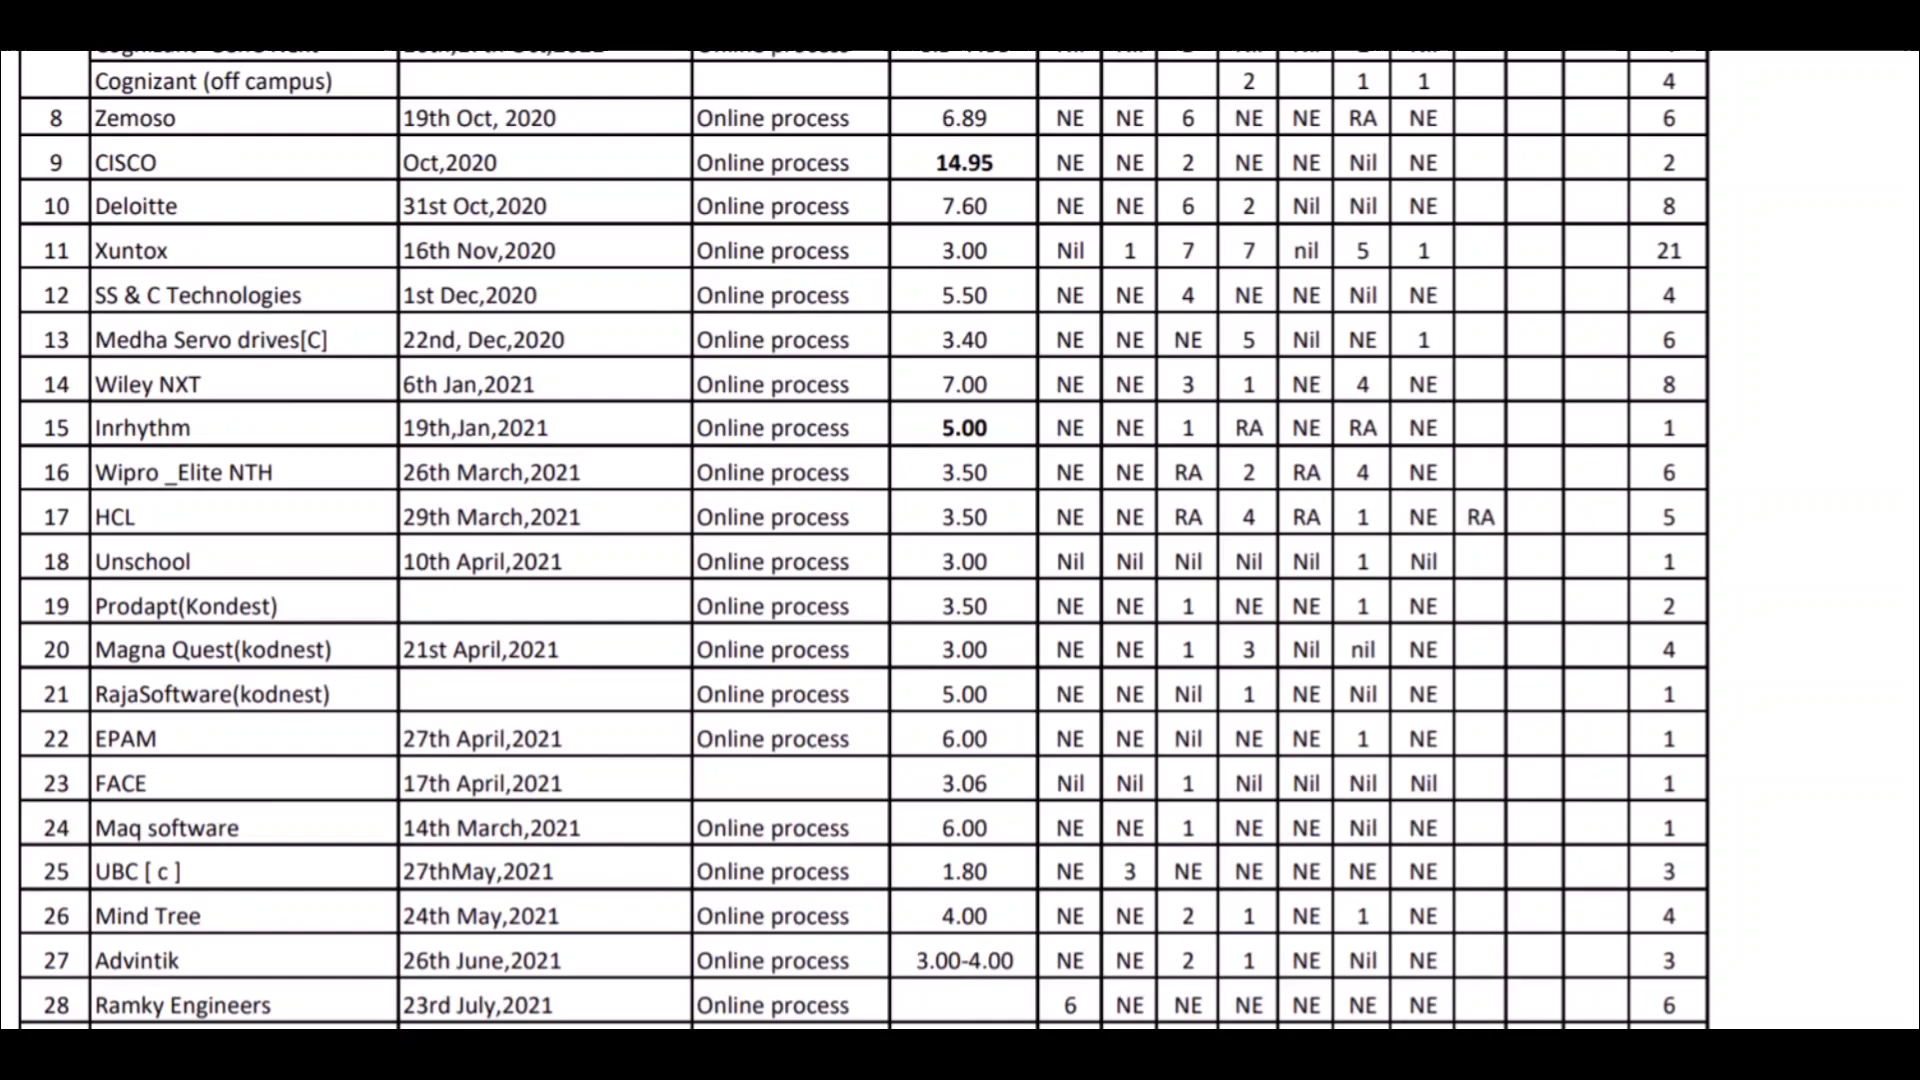 Cognizant (off campus) 2 1 1 4
8 Zemoso 19th Oct, 2020 Online process 6.89 NE NE 6 NE NE RA NE 6
9 CISCO Oct,2020 Online process 14.95 NE NE 2 NE NE Nil NE 2
10 Deloitte 31st Oct,2020 Online process 7.60 NE NE 6 2 Nil Nil NE 8
11 Xuntox 16th Nov,2020 Online process 3.00 Nil 1 7 7 nil 5 1 21
12 SS & C Technologies 1st Dec,2020 Online process 5.50 NE NE 4 NE NE Nil NE 4
13 Medha Servo drives[C] 22nd, Dec,2020 Online process 3.40 NE NE NE 5 Nil NE 1 6
14 Wiley NXT 6th Jan,2021 Online process 7.00 NE NE 3 1 NE 4 NE 8
15 Inrhythm 19th,Jan,2021 Online process 5.00 NE NE 1 RA NE RA NE 1
16 Wipro _Elite NTH 26th March,2021 Online process 3.50 NE NE RA 2 RA 4 NE 6
17 HCL 29th March,2021 Online process 3.50 NE NE RA 4 RA 1 NE RA 5
18 Unschool 10th April,2021 Online process 3.00 Nil Nil Nil Nil Nil 1 Nil 1
19 Prodapt(Kondest) Online process 3.50 NE NE 1 NE NE 1 NE 2
20 Magna Quest(kodnest) 21st April,2021 Online process 3.00 NE NE 1 3 Nil nil NE 4
21 RajaSoftware(kodnest) Online process 5.00 NE NE Nil 1 NE Nil NE 1
22 EPAM 27th April,2021 Online process 6.00 NE NE Nil NE NE 1 NE 1
23 FACE 17th April,2021 3.06 Nil Nil 1 Nil Nil Nil Nil 1
24 Maq software 14th March,2021 Online process 6.00 NE NE 1 NE NE Nil NE 1
25 UBC [ c ] 27thMay,2021 Online process 1.80 NE 3 NE NE NE NE NE 3
26 Mind Tree 24th May,2021 Online process 4.00 NE NE 2 1 NE 1 NE 4
27 Advintik 26th June,2021 Online process 3.00-4.00 NE NE 2 1 NE Nil NE 3
28 Ramky Engineers 23rd July,2021 Online process 6 NE NE NE NE NE NE 6